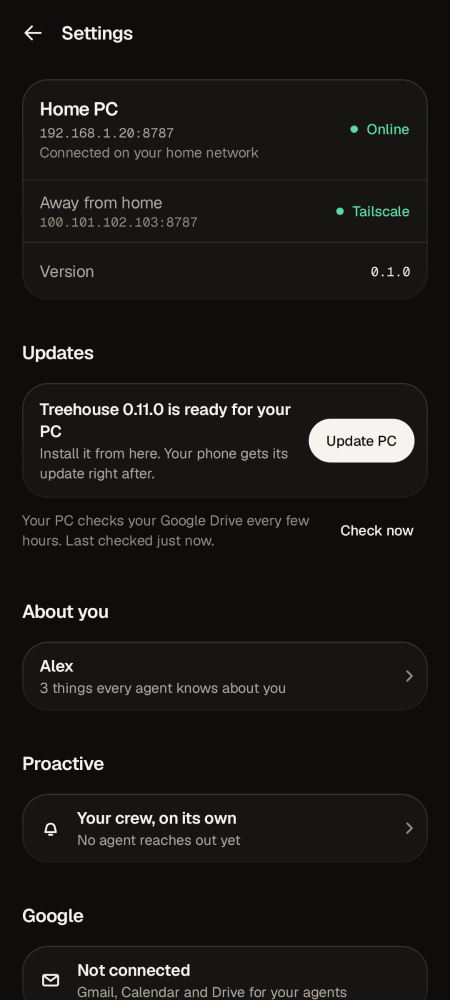 Settings
Home PC
192.168.1.20:8787
Connected on your home network
Online
Away from home
100.101.102.103:8787
Tailscale
Version
0.1.0
Updates
Treehouse 0.11.0 is ready for your
PC
Install it from here. Your phone gets its
update right after.
Update PC
Your PC checks your Google Drive every few
hours. Last checked just now.
Check now
About you
Alex
3 things every agent knows about you
Proactive
Your crew, on its own
No agent reaches out yet
Google
Not connected
Gmail, Calendar and Drive for your agents